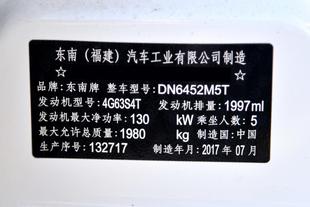 东南（福建）汽车工业有限公司制造
☆ ☆
品牌: 东南牌 整车型号: DN6452M5T
发动机型号: 4G63S4T 发动机排量: 1997ml
发动机最大净功率: 130 kW 乘坐人数: 5
最大允许总质量: 1980 kg 制造国: 中国
生产序号: 132717 制造年月: 2017 年 07 月